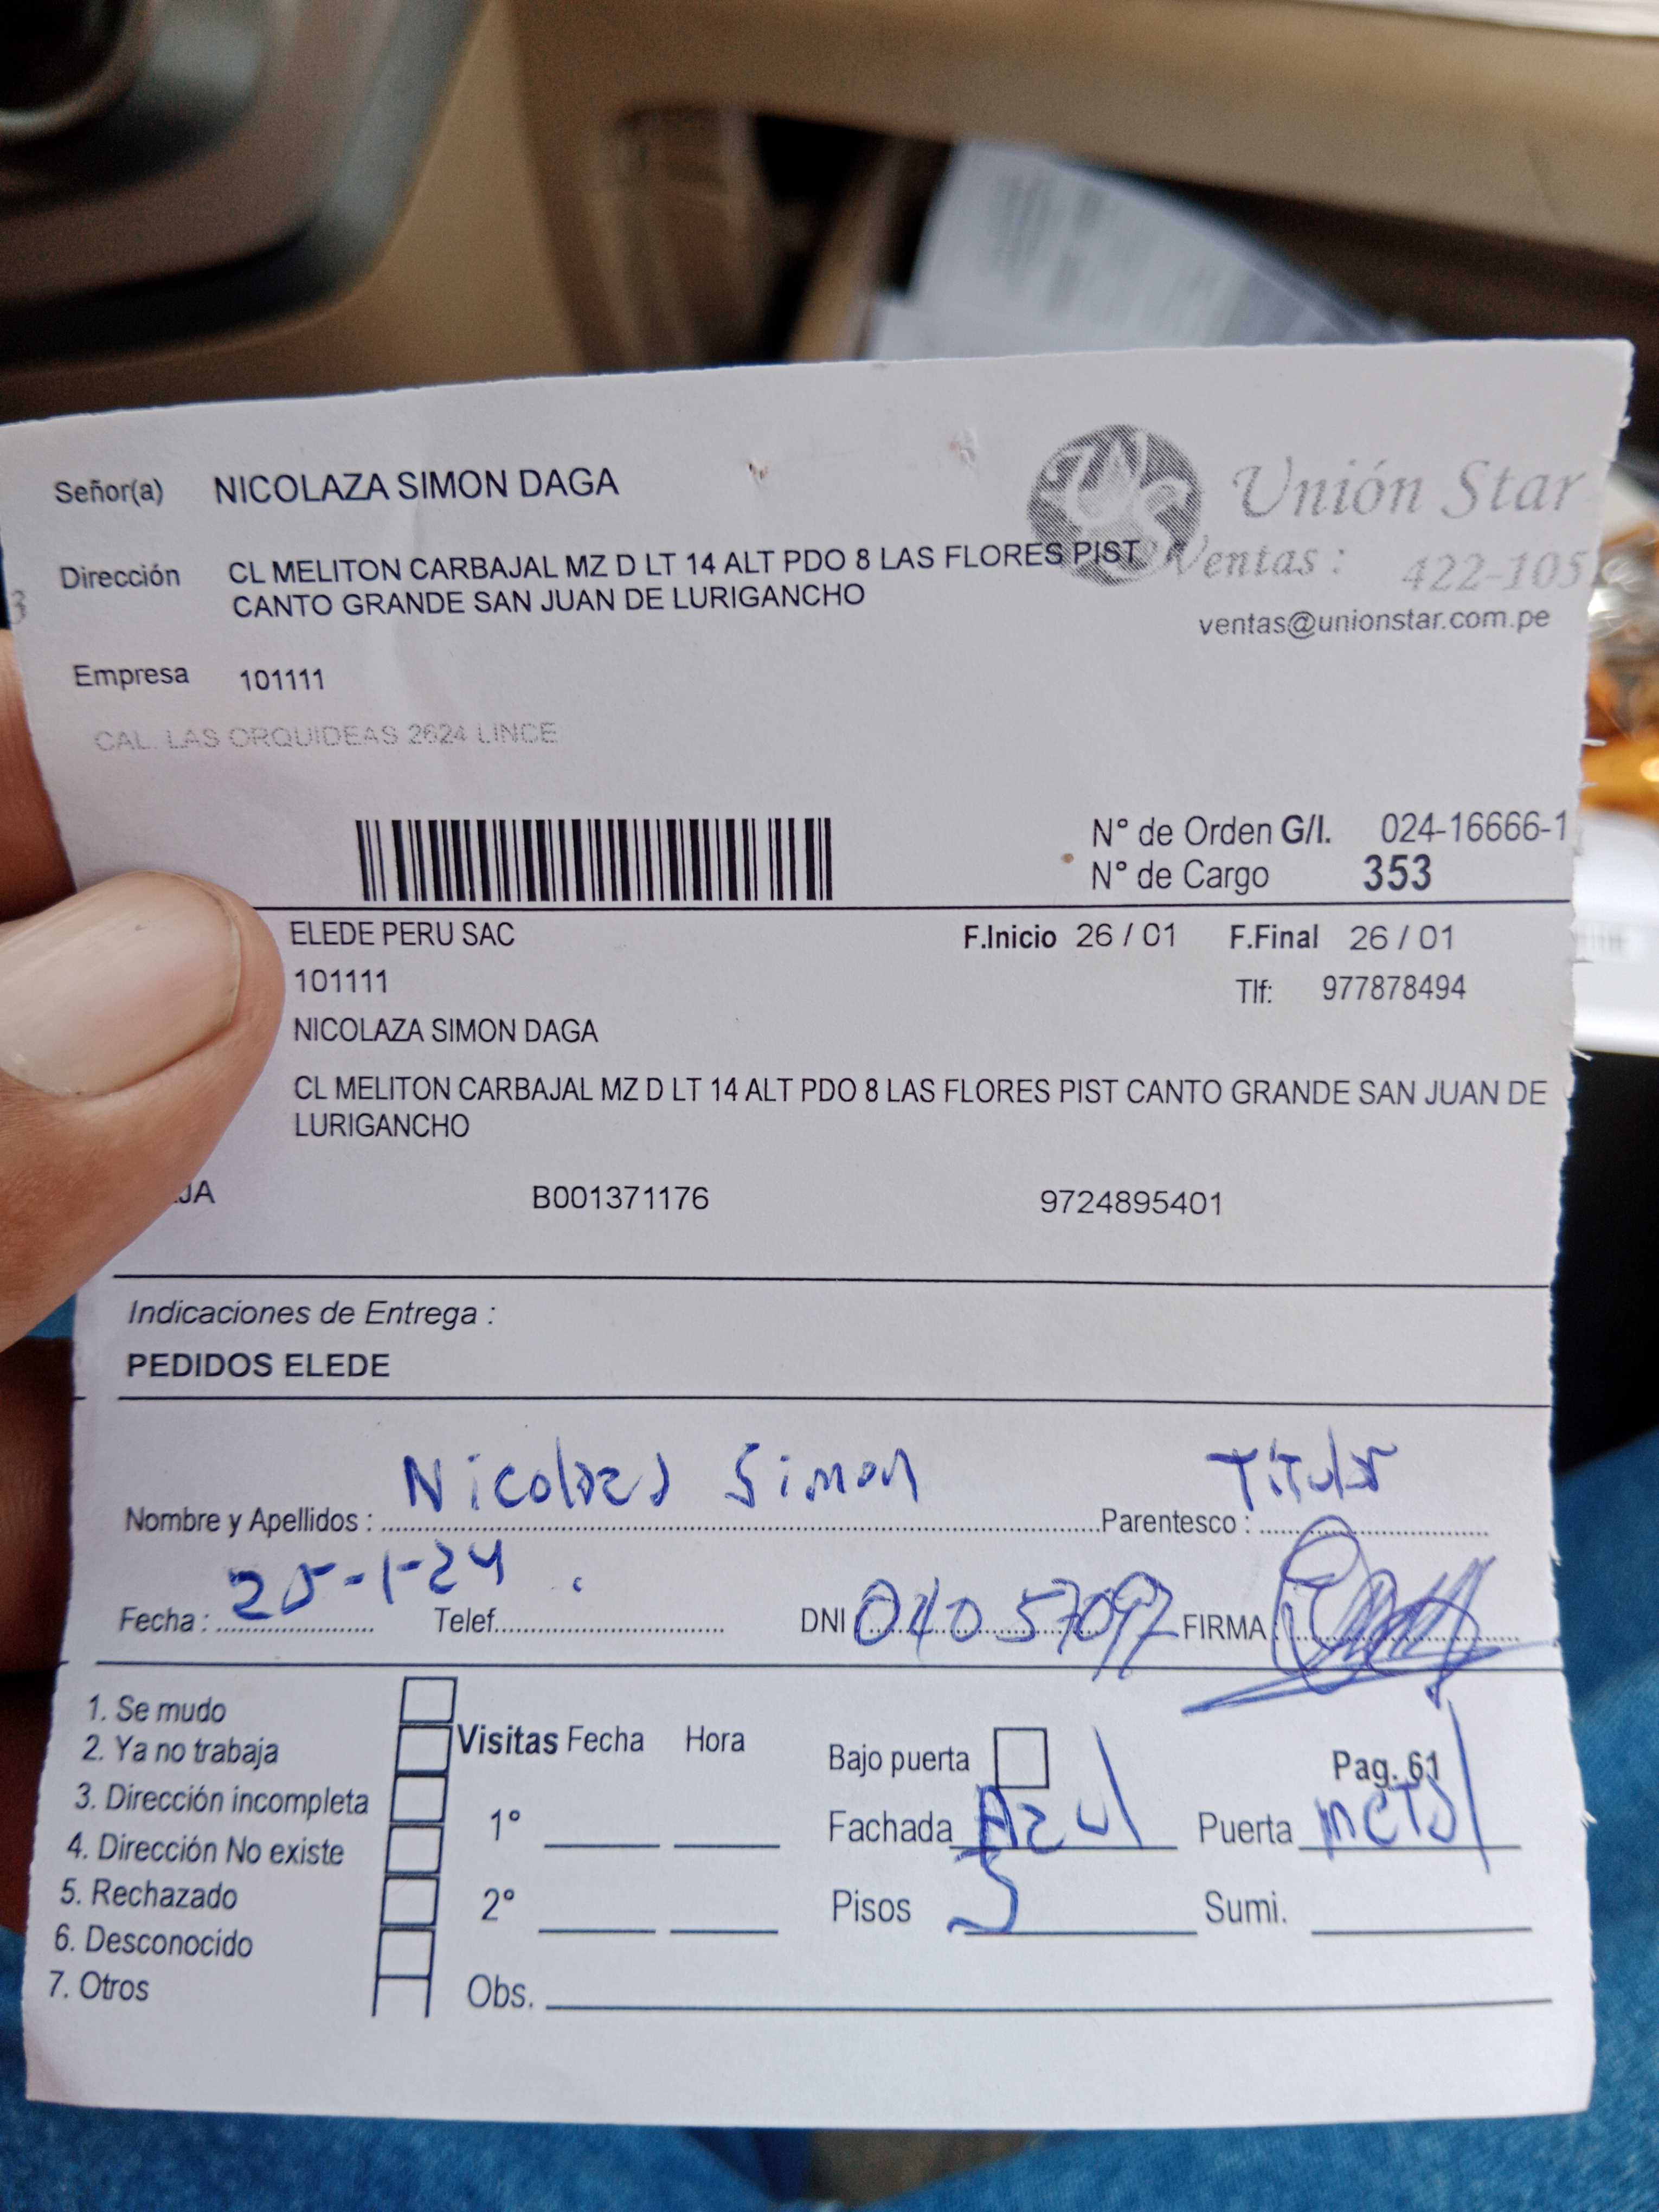 Señor(a) NICOLAZA SIMON DAGA
Unión Star
Dirección CL MELITON CARBAJAL MZ D LT 14 ALT PDO 8 LAS FLORES PIST
CANTO GRANDE SAN JUAN DE LURIGANCHO
Ventas : 422-105
ventas@unionstar.com.pe
Empresa 101111
CAL. LAS ORQUIDEAS 2624 LINCE
N° de Orden G/I. 024-16666-1
N° de Cargo 353
ELEDE PERU SAC F.Inicio 26 / 01 F.Final 26 / 01
101111 Tlf: 977878494
NICOLAZA SIMON DAGA
CL MELITON CARBAJAL MZ D LT 14 ALT PDO 8 LAS FLORES PIST CANTO GRANDE SAN JUAN DE
LURIGANCHO
JA B001371176 9724895401
Indicaciones de Entrega :
PEDIDOS ELEDE
Nombre y Apellidos : Nicolaza Simon Parentesco : Titular
Fecha : 25-1-24 Telef. DNI 04057097 FIRMA :
1. Se mudo
2. Ya no trabaja
3. Dirección incompleta
4. Dirección No existe
5. Rechazado
6. Desconocido
7. Otros
Visitas Fecha Hora
1°
2°
Obs.
Bajo puerta Pag. 61
Fachada Azul Puerta metal
Pisos 5 Sumi.